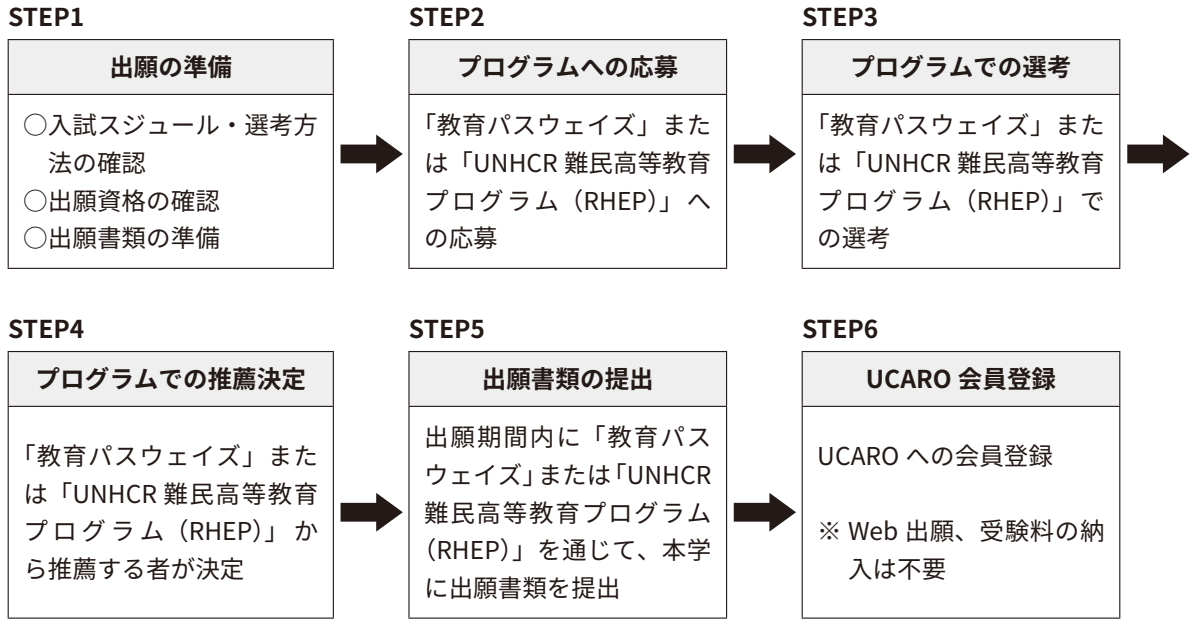 STEP1
出願の準備
○入試スジュール・選考方
法の確認
○出願資格の確認
○出願書類の準備
STEP2
プログラムへの応募
「教育パスウェイズ」また
は「UNHCR 難民高等教育
プログラム（RHEP）」へ
の応募
STEP3
プログラムでの選考
「教育パスウェイズ」また
は「UNHCR 難民高等教育
プログラム（RHEP）」で
の選考
STEP4
プログラムでの推薦決定
「教育パスウェイズ」また
は「UNHCR 難民高等教育
プログラム（RHEP）」か
ら推薦する者が決定
STEP5
出願書類の提出
出願期間内に「教育パス
ウェイズ」または「UNHCR
難民高等教育プログラム
（RHEP）」を通じて、本学
に出願書類を提出
STEP6
UCARO 会員登録
UCARO への会員登録
※ Web 出願、受験料の納
入は不要